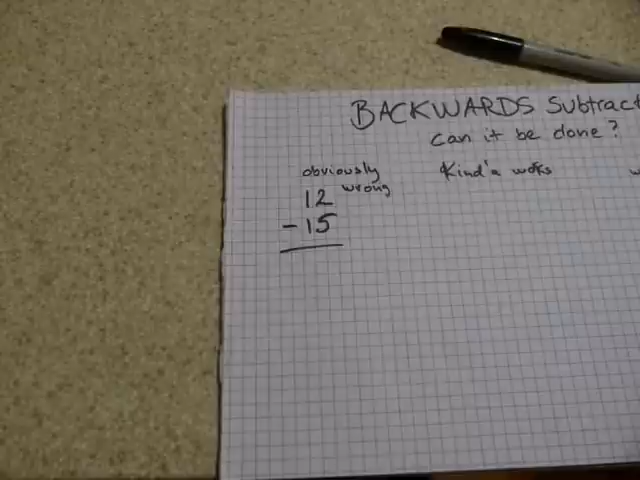 BACKWARDS Subtract
can it be done?
obviously
wrong
Kind'a works
12
-15